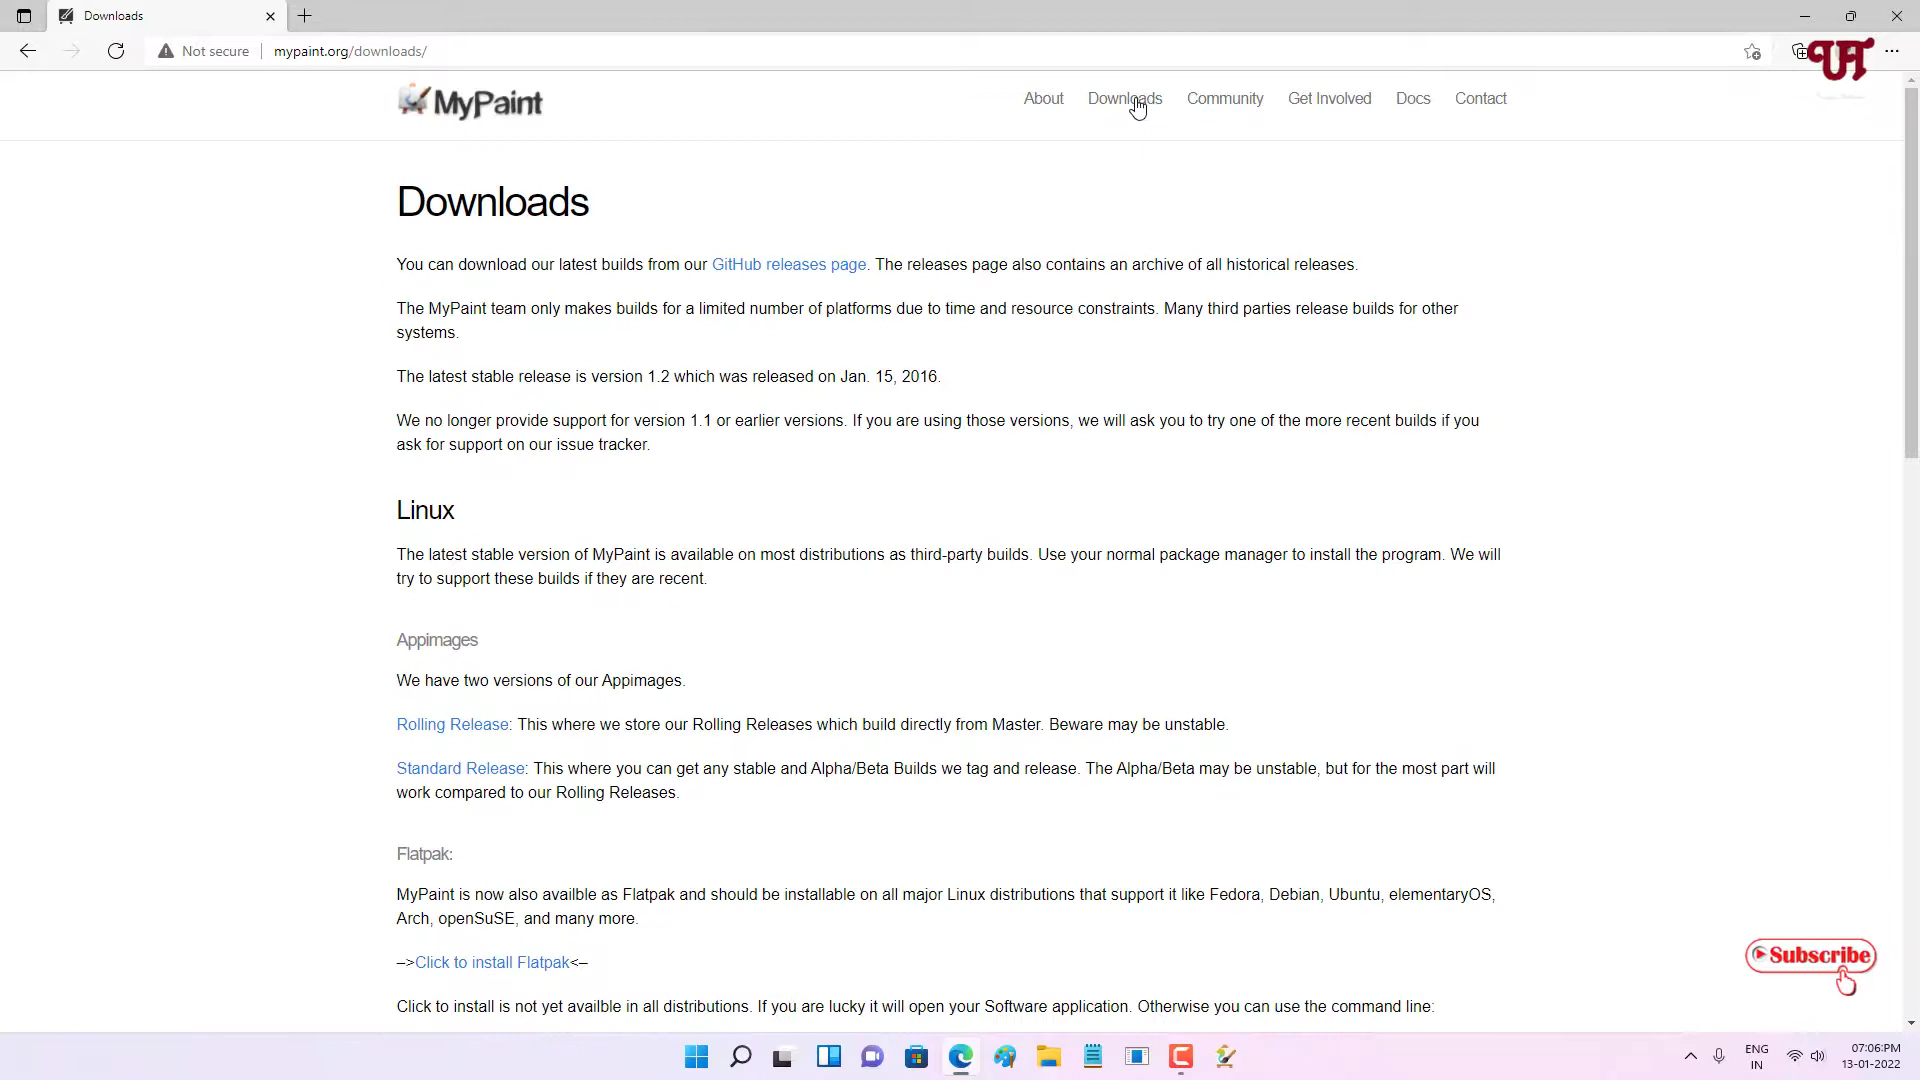 Downloads
Not secure
mypaint.org/downloads/
MyPaint
About Downloads Community Get Involved Docs Contact
Downloads
You can download our latest builds from our GitHub releases page. The releases page also contains an archive of all historical releases.
The MyPaint team only makes builds for a limited number of platforms due to time and resource constraints. Many third parties release builds for other
systems.
The latest stable release is version 1.2 which was released on Jan. 15, 2016.
We no longer provide support for version 1.1 or earlier versions. If you are using those versions, we will ask you to try one of the more recent builds if you
ask for support on our issue tracker.
Linux
The latest stable version of MyPaint is available on most distributions as third-party builds. Use your normal package manager to install the program. We will
try to support these builds if they are recent.
Appimages
We have two versions of our Appimages.
Rolling Release: This where we store our Rolling Releases which build directly from Master. Beware may be unstable.
Standard Release: This where you can get any stable and Alpha/Beta Builds we tag and release. The Alpha/Beta may be unstable, but for the most part will
work compared to our Rolling Releases.
Flatpak:
MyPaint is now also availble as Flatpak and should be installable on all major Linux distributions that support it like Fedora, Debian, Ubuntu, elementaryOS,
Arch, openSuSE, and many more.
–>Click to install Flatpak<–
Subscribe
Click to install is not yet availble in all distributions. If you are lucky it will open your Software application. Otherwise you can use the command line:
ENG
IN
07:06PM
13-01-2022